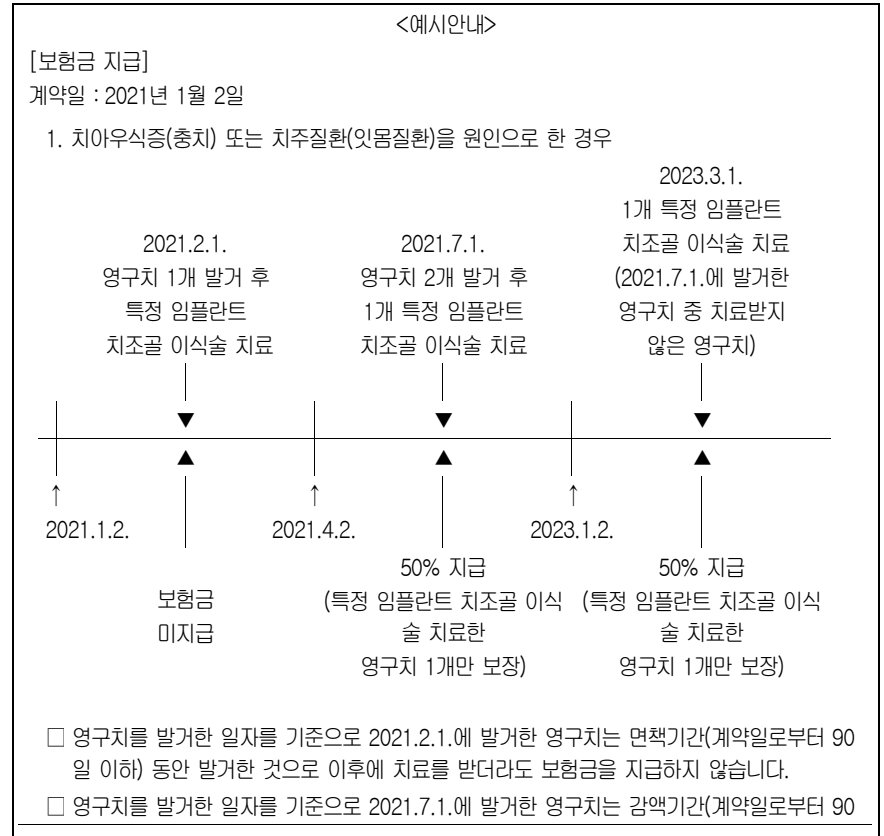 <예시안내>
[보험금 지급]
계약일 : 2021년 1월 2일
1. 치아우식증(충치) 또는 치주질환(잇몸질환)을 원인으로 한 경우
2021.2.1.
영구치 1개 발거 후
특정 임플란트
치조골 이식술 치료
2021.7.1.
영구치 2개 발거 후
1개 특정 임플란트
치조골 이식술 치료
2023.3.1.
1개 특정 임플란트
치조골 이식술 치료
(2021.7.1.에 발거한
영구치 중 치료받지
않은 영구치)
▼ ▼ ▼
▲ ▲ ▲
↑ ↑ ↑
2021.1.2. 2021.4.2. 2023.1.2.
보험금
미지급
50% 지급
(특정 임플란트 치조골 이식
술 치료한
영구치 1개만 보장)
50% 지급
(특정 임플란트 치조골 이식
술 치료한
영구치 1개만 보장)
□ 영구치를 발거한 일자를 기준으로 2021.2.1.에 발거한 영구치는 면책기간(계약일로부터 90
일 이하) 동안 발거한 것으로 이후에 치료를 받더라도 보험금을 지급하지 않습니다.
□ 영구치를 발거한 일자를 기준으로 2021.7.1.에 발거한 영구치는 감액기간(계약일로부터 90